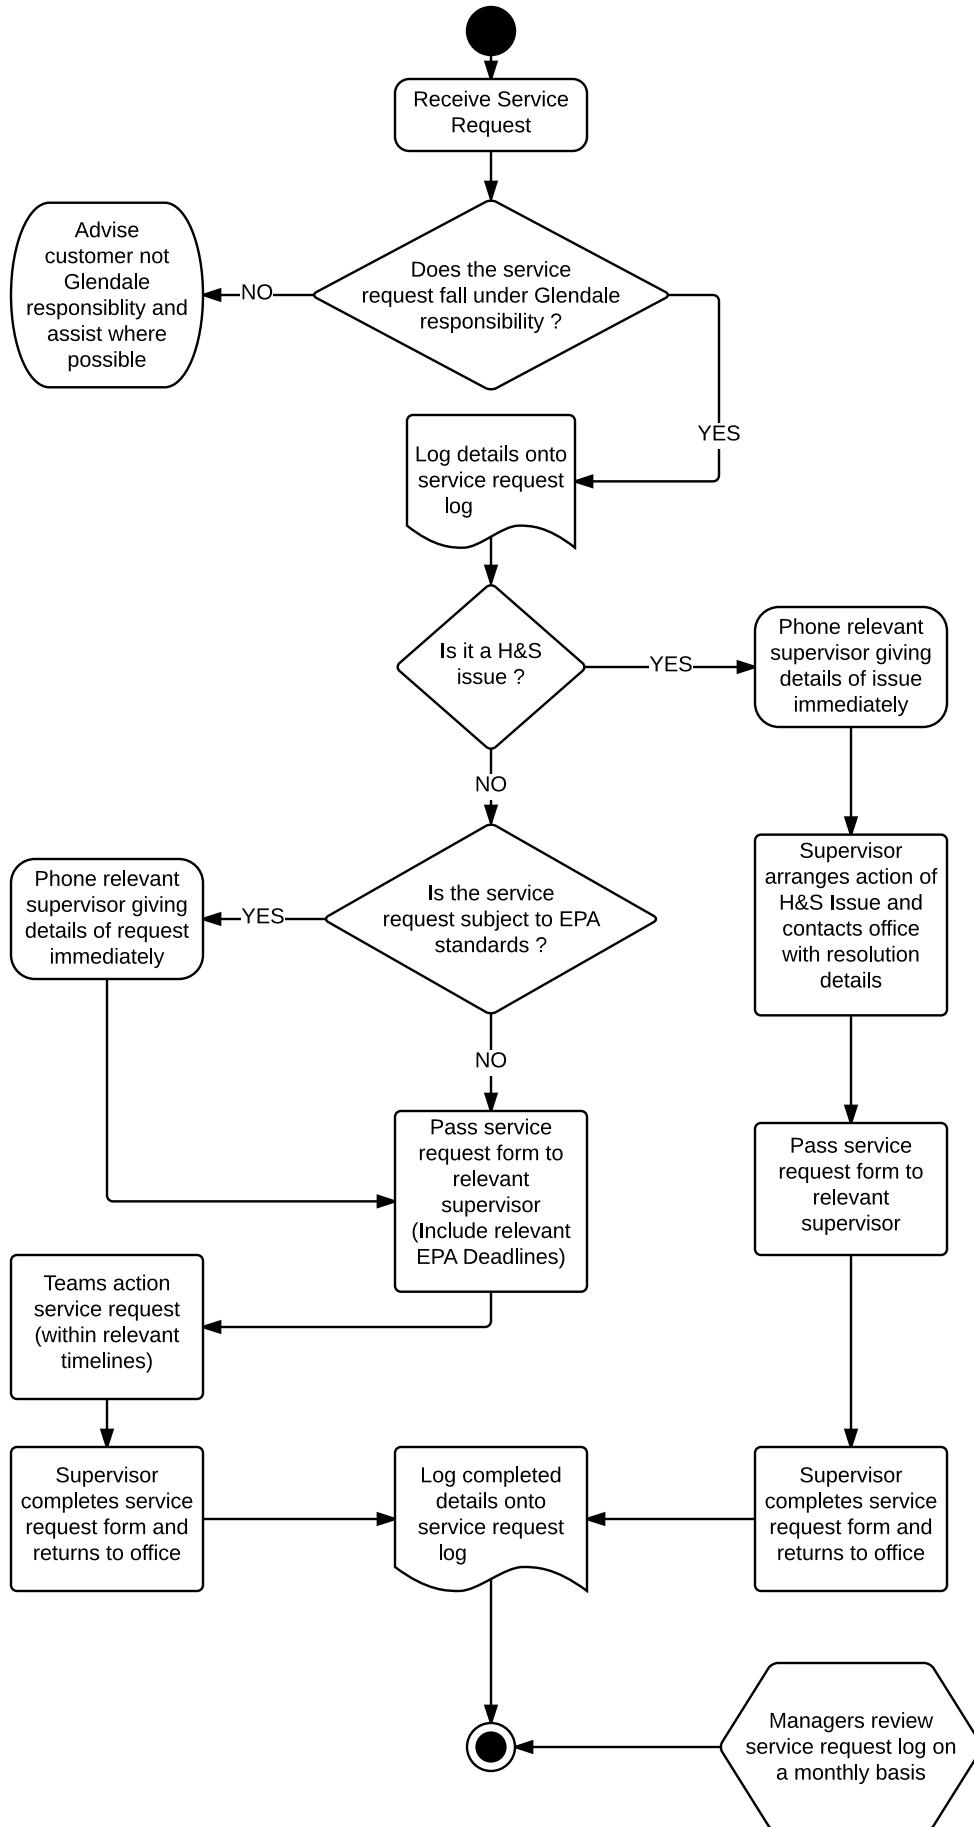 Receive Service
Request
Does the service
request fall under Glendale
responsibility ?
NO
Advise
customer not
Glendale
responsiblity and
assist where
possible
YES
Log details onto
service request
log
Is it a H&S
issue ?
YES
Phone relevant
supervisor giving
details of issue
immediately
NO
Supervisor
arranges action of
H&S Issue and
contacts office
with resolution
details
Is the service
request subject to EPA
standards ?
YES
Phone relevant
supervisor giving
details of request
immediately
NO
Pass service
request form to
relevant
supervisor
(Include relevant
EPA Deadlines)
Pass service
request form to
relevant
supervisor
Teams action
service request
(within relevant
timelines)
Supervisor
completes service
request form and
returns to office
Log completed
details onto
service request
log
Supervisor
completes service
request form and
returns to office
Managers review
service request log on
a monthly basis